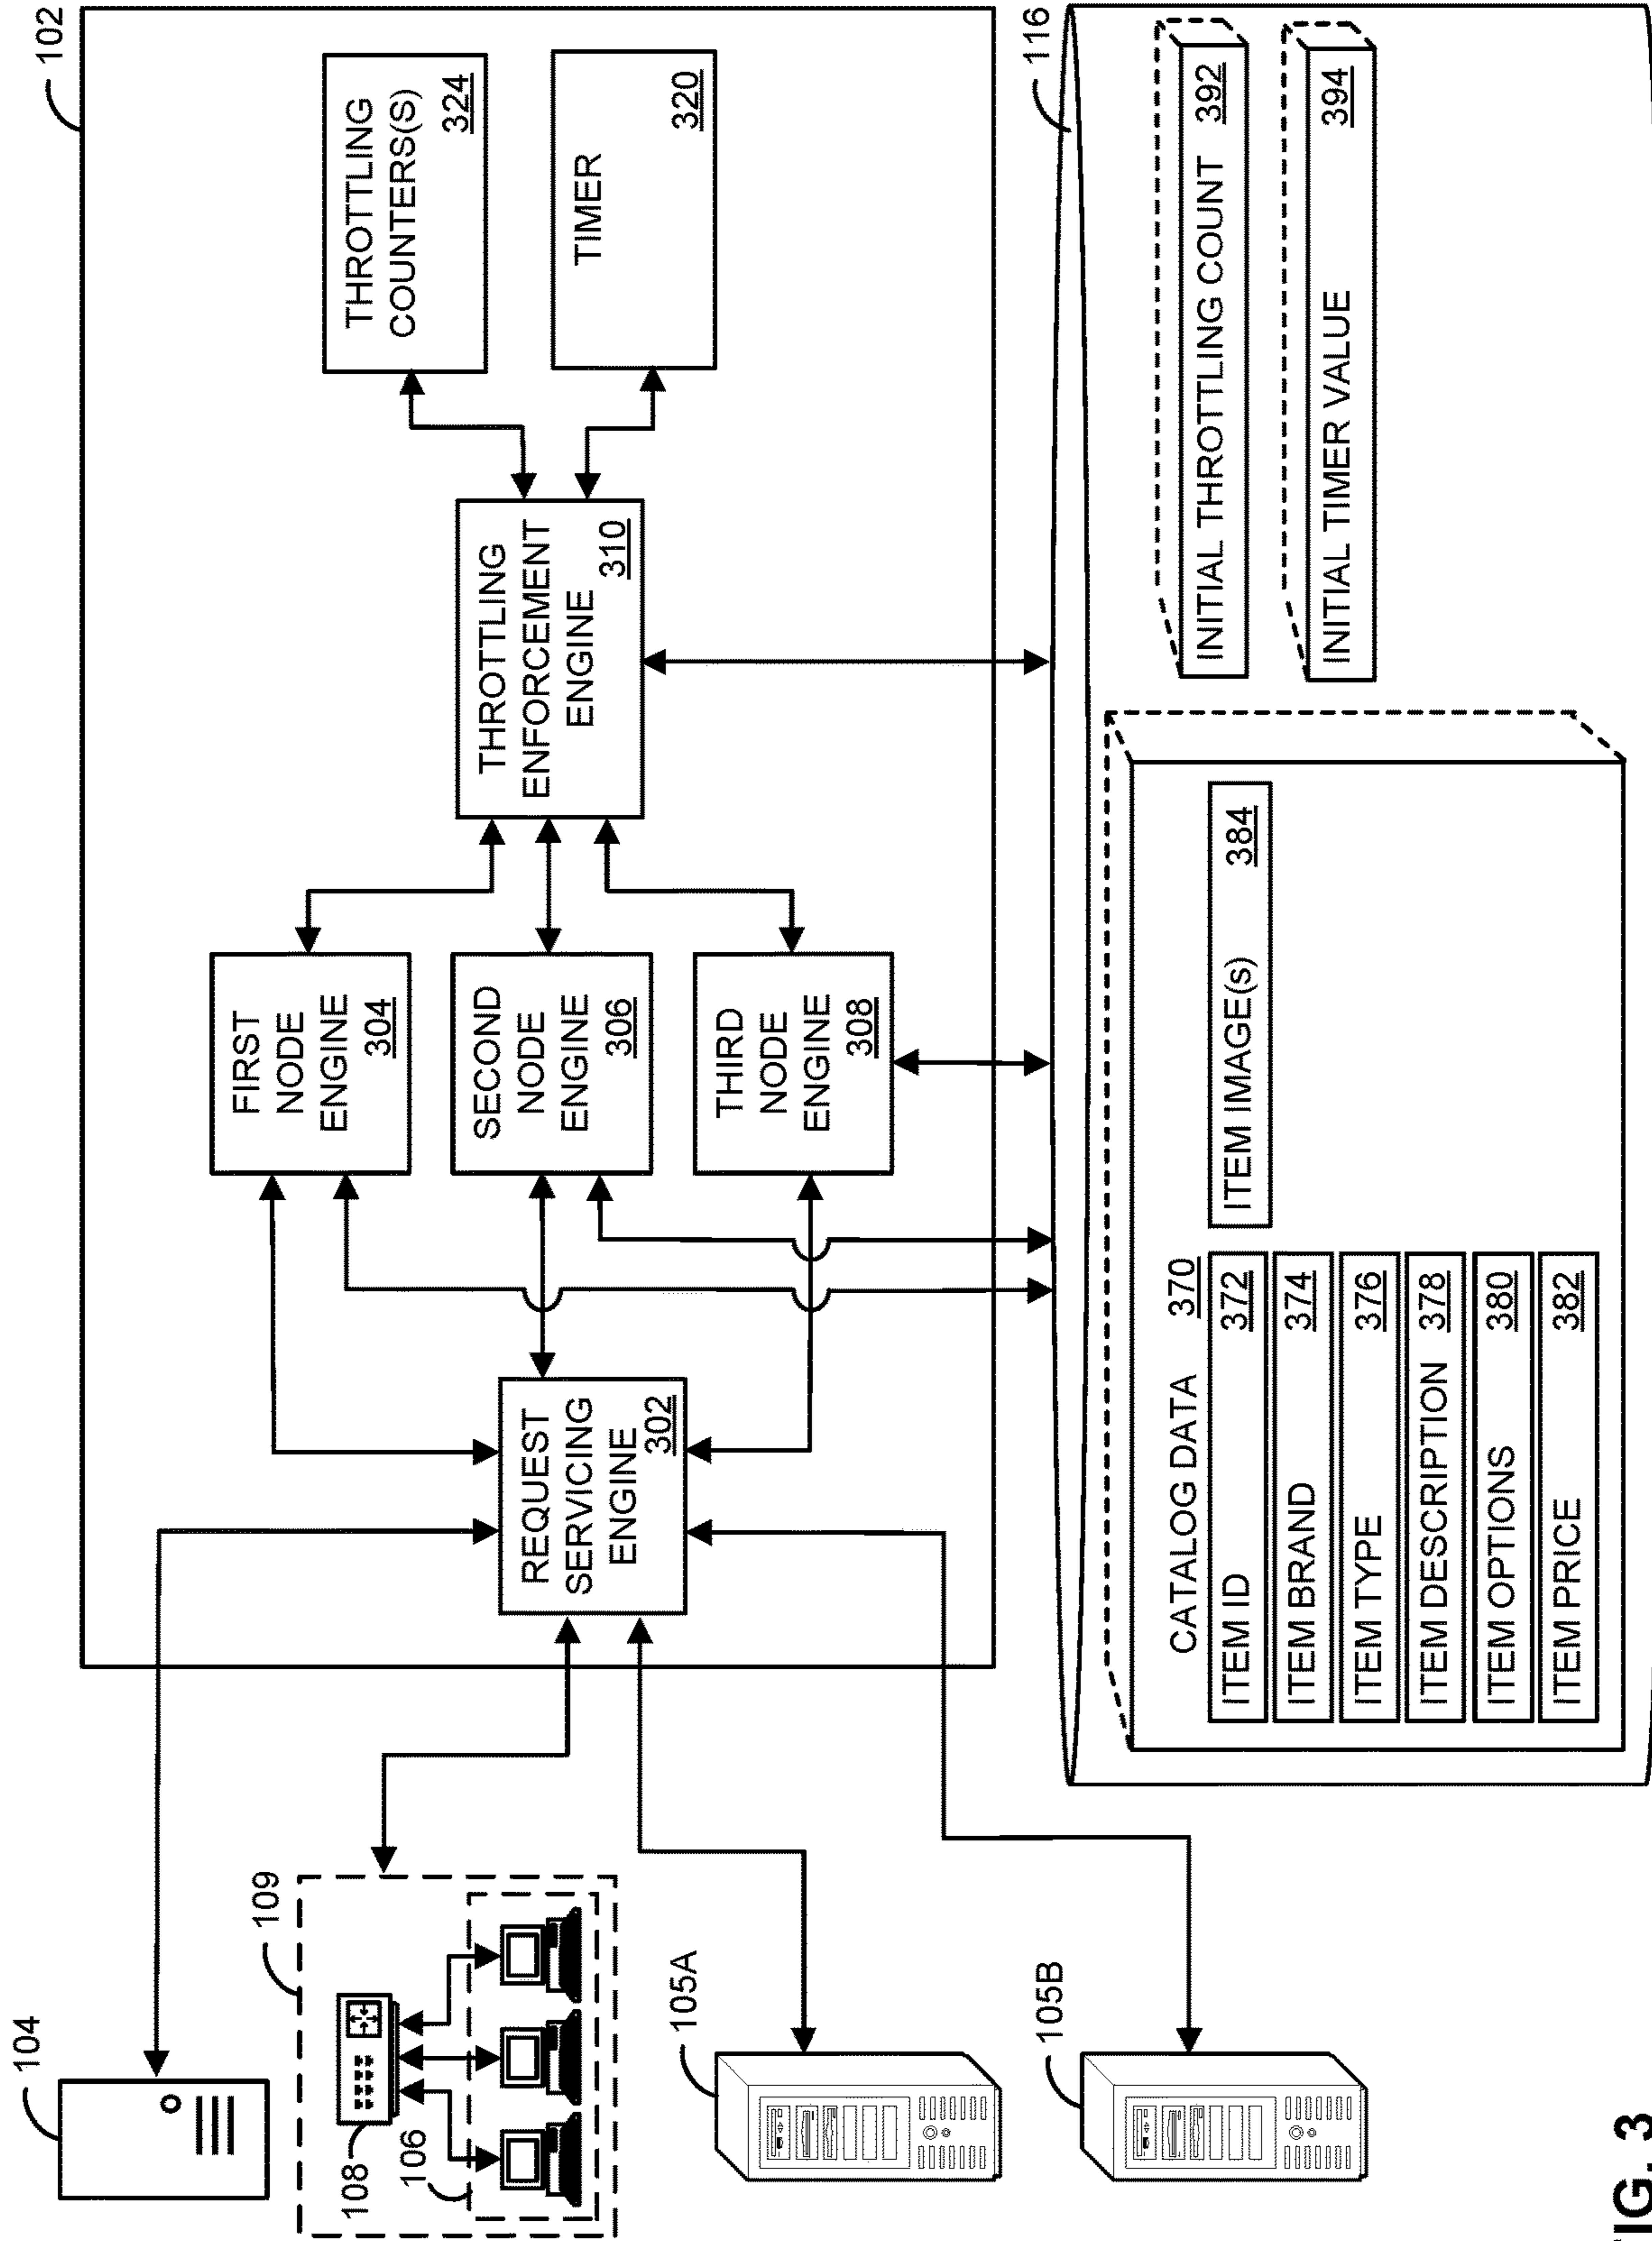 102
THROTTLING
COUNTERS(S)
324
TIMER
320
THROTTLING
ENFORCEMENT
ENGINE
310
FIRST
NODE
ENGINE
304
SECOND
NODE
ENGINE
306
THIRD
NODE
ENGINE
308
REQUEST
SERVICING
ENGINE
302
104
109
108
106
105A
105B
116
CATALOG DATA 370
ITEM ID 372
ITEM BRAND 374
ITEM TYPE 376
ITEM DESCRIPTION 378
ITEM OPTIONS 380
ITEM PRICE 382
ITEM IMAGE(s) 384
INITIAL THROTTLING COUNT 392
INITIAL TIMER VALUE 394
FIG. 3